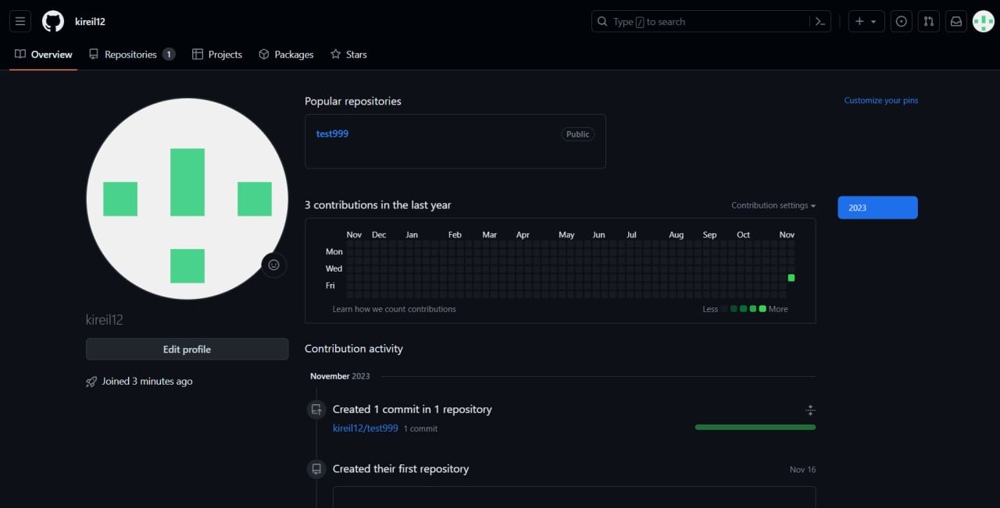 kireil12
Type / to search
Overview Repositories 1 Projects Packages Stars
Popular repositories
Customize your pins
test999 Public
3 contributions in the last year
Contribution settings
2023
Nov Dec Jan Feb Mar Apr May Jun Jul Aug Sep Oct Nov
Mon
Wed
Fri
Learn how we count contributions
Less More
kireil12
Edit profile
Joined 3 minutes ago
Contribution activity
November 2023
Created 1 commit in 1 repository
kireil12/test999 1 commit
Created their first repository
Nov 16